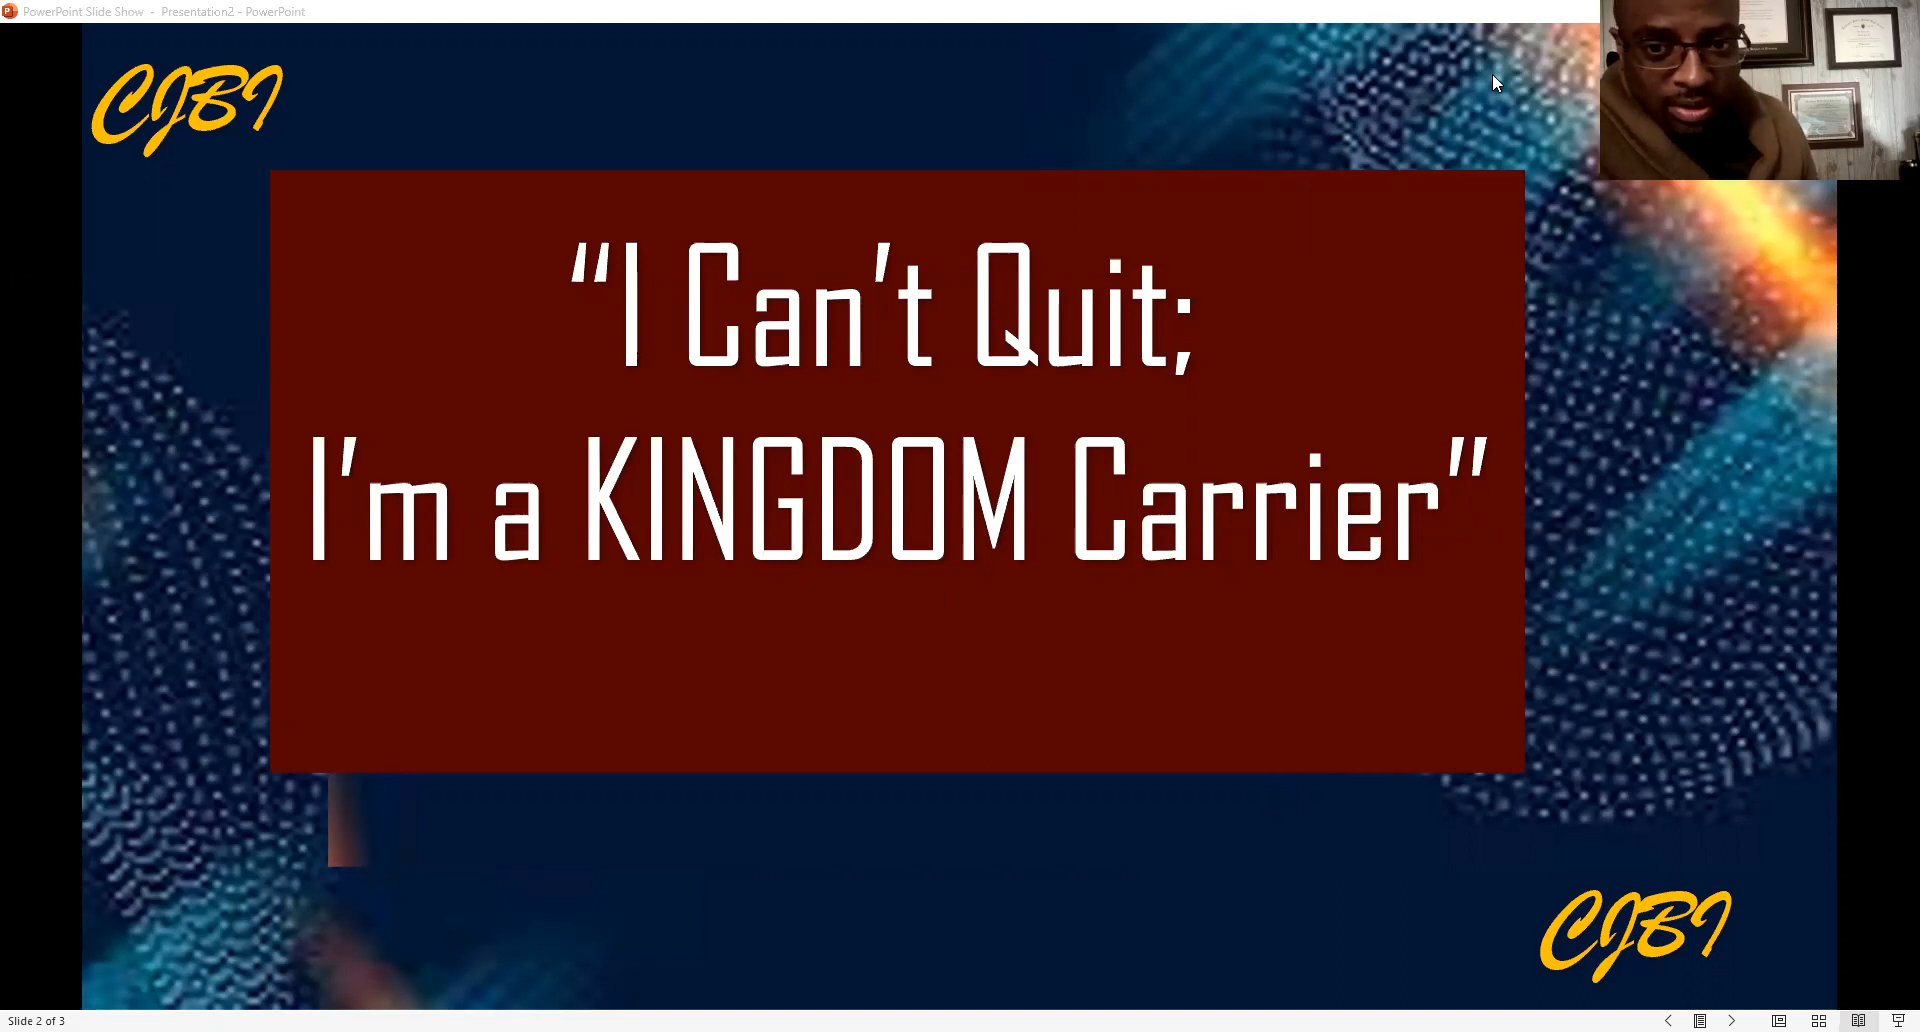 PowerPoint Slide Show - Presentation2 - PowerPoint
CJBI
“I Can’t Quit;
I’m a KINGDOM Carrier”
CJBI
Slide 2 of 3